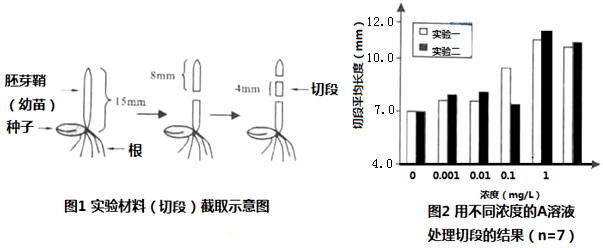 胚芽鞘
(幼苗)
种子
根
15mm
8mm
4mm
切段
图1 实验材料(切段)截取示意图
切段平均长度(mm)
12.0
10.0
7.0
4.0
实验一
实验二
0 0.001 0.01 0.1 1
浓度(mg/L)
图2 用不同浓度的A溶液
处理切段的结果(n=7)